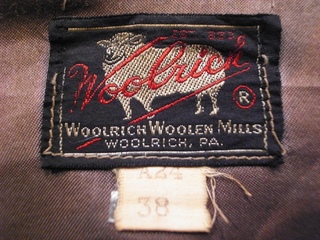 Woolrich
®
WOOLRICH WOOLEN MILLS
WOOLRICH, PA.
A24
38